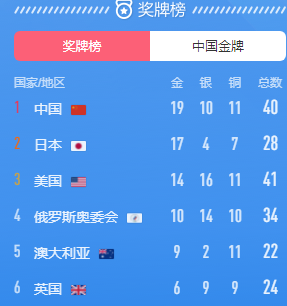 奖牌榜
奖牌榜 中国金牌
国家/地区 金 银 铜 总数
1 中国 19 10 11 40
2 日本 17 4 7 28
3 美国 14 16 11 41
4 俄罗斯奥委会 10 14 10 34
5 澳大利亚 9 2 11 22
6 英国 6 9 9 24